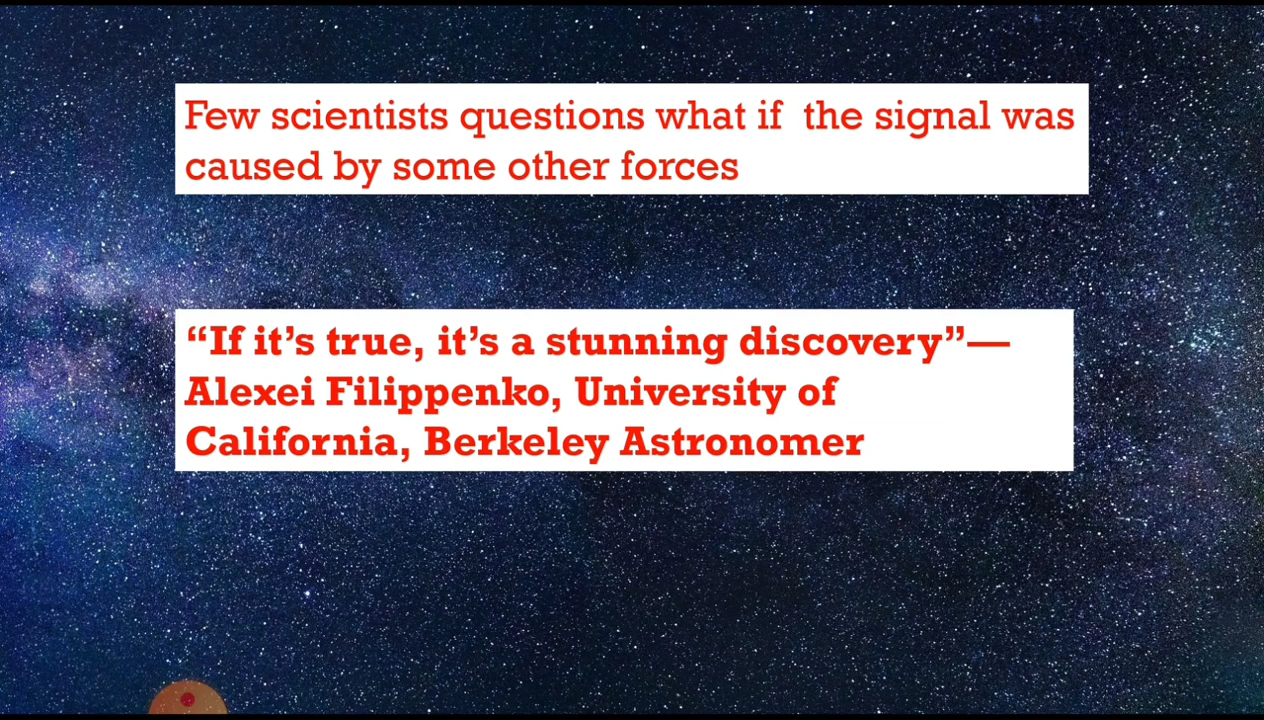 Few scientists questions what if  the signal was
caused by some other forces
“If it’s true, it’s a stunning discovery”—
Alexei Filippenko, University of
California, Berkeley Astronomer